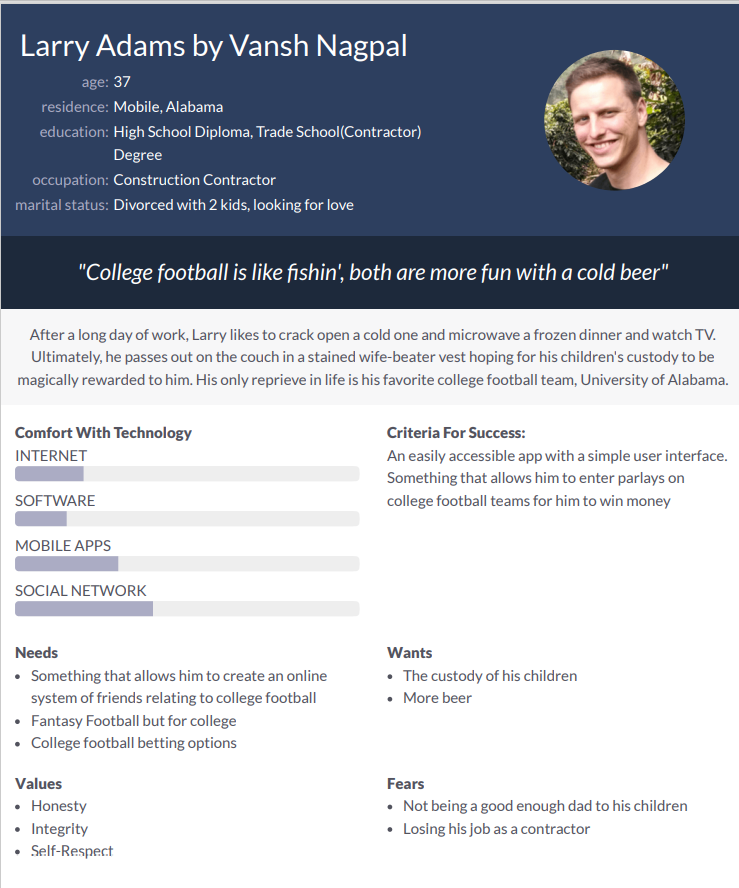 Larry Adams by Vansh Nagpal
age: 37
residence: Mobile, Alabama
education: High School Diploma, Trade School(Contractor)
Degree
occupation: Construction Contractor
marital status: Divorced with 2 kids, looking for love
"College football is like fishin', both are more fun with a cold beer"
After a long day of work, Larry likes to crack open a cold one and microwave a frozen dinner and watch TV.
Ultimately, he passes out on the couch in a stained wife-beater vest hoping for his children's custody to be
magically rewarded to him. His only reprieve in life is his favorite college football team, University of Alabama.
Comfort With Technology
INTERNET
SOFTWARE
MOBILE APPS
SOCIAL NETWORK
Criteria For Success:
An easily accessible app with a simple user interface.
Something that allows him to enter parlays on
college football teams for him to win money
Needs
• Something that allows him to create an online
system of friends relating to college football
• Fantasy Football but for college
• College football betting options
Wants
• The custody of his children
• More beer
Values
• Honesty
• Integrity
• Self-Respect
Fears
• Not being a good enough dad to his children
• Losing his job as a contractor